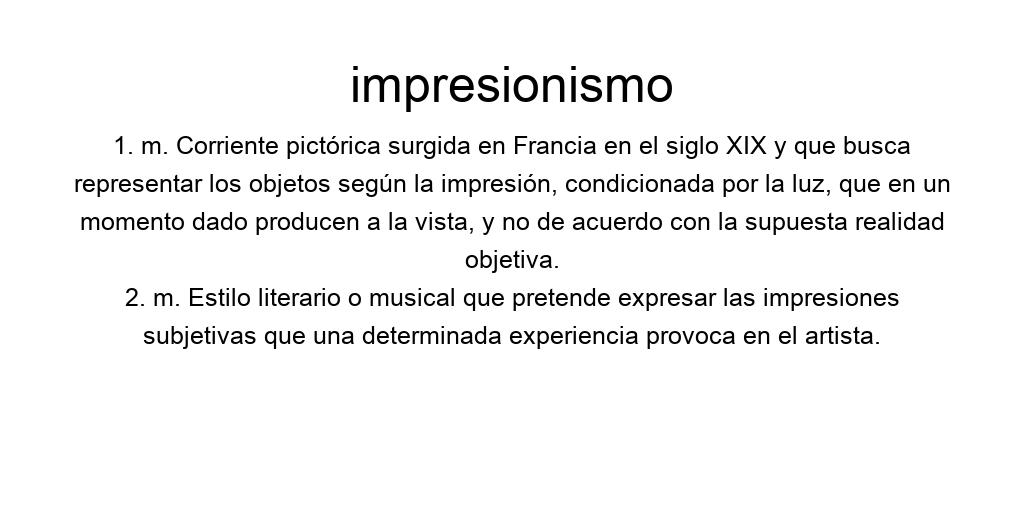 impresionismo
1. m. Corriente pictórica surgida en Francia en el siglo XIX y que busca
representar los objetos según la impresión, condicionada por la luz, que en un
momento dado producen a la vista, y no de acuerdo con la supuesta realidad
objetiva.
2. m. Estilo literario o musical que pretende expresar las impresiones
subjetivas que una determinada experiencia provoca en el artista.